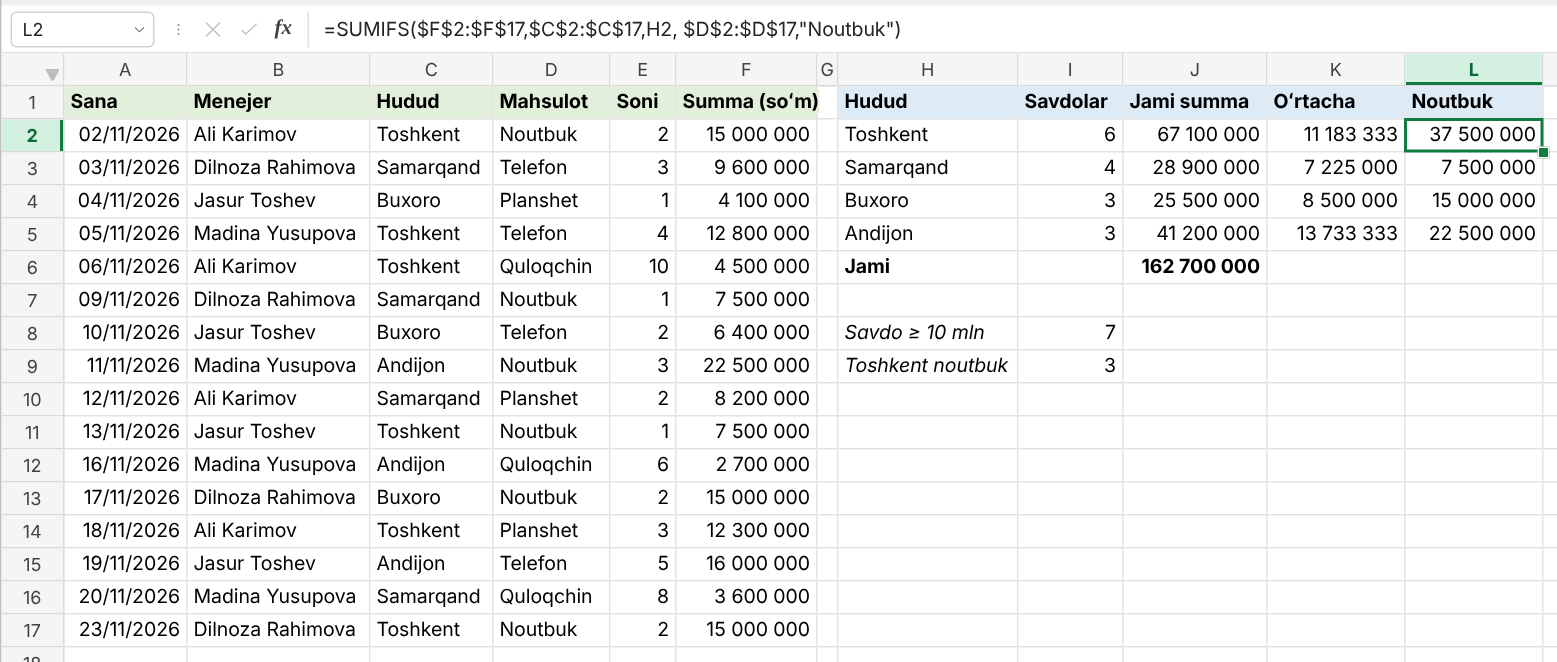 L2 fx =SUMIFS($F$2:$F$17,$C$2:$C$17,H2, $D$2:$D$17,"Noutbuk")
A B C D E F G H I J K L
1 Sana Menejer Hudud Mahsulot Soni Summa (soʻm) Hudud Savdolar Jami summa Oʻrtacha Noutbuk
2 02/11/2026 Ali Karimov Toshkent Noutbuk 2 15 000 000 Toshkent 6 67 100 000 11 183 333 37 500 000
3 03/11/2026 Dilnoza Rahimova Samarqand Telefon 3 9 600 000 Samarqand 4 28 900 000 7 225 000 7 500 000
4 04/11/2026 Jasur Toshev Buxoro Planshet 1 4 100 000 Buxoro 3 25 500 000 8 500 000 15 000 000
5 05/11/2026 Madina Yusupova Toshkent Telefon 4 12 800 000 Andijon 3 41 200 000 13 733 333 22 500 000
6 06/11/2026 Ali Karimov Toshkent Quloqchin 10 4 500 000 Jami 162 700 000
7 09/11/2026 Dilnoza Rahimova Samarqand Noutbuk 1 7 500 000
8 10/11/2026 Jasur Toshev Buxoro Telefon 2 6 400 000 Savdo ≥ 10 mln 7
9 11/11/2026 Madina Yusupova Andijon Noutbuk 3 22 500 000 Toshkent noutbuk 3
10 12/11/2026 Ali Karimov Samarqand Planshet 2 8 200 000
11 13/11/2026 Jasur Toshev Toshkent Noutbuk 1 7 500 000
12 16/11/2026 Madina Yusupova Andijon Quloqchin 6 2 700 000
13 17/11/2026 Dilnoza Rahimova Buxoro Noutbuk 2 15 000 000
14 18/11/2026 Ali Karimov Toshkent Planshet 3 12 300 000
15 19/11/2026 Jasur Toshev Andijon Telefon 5 16 000 000
16 20/11/2026 Madina Yusupova Samarqand Quloqchin 8 3 600 000
17 23/11/2026 Dilnoza Rahimova Toshkent Noutbuk 2 15 000 000
18